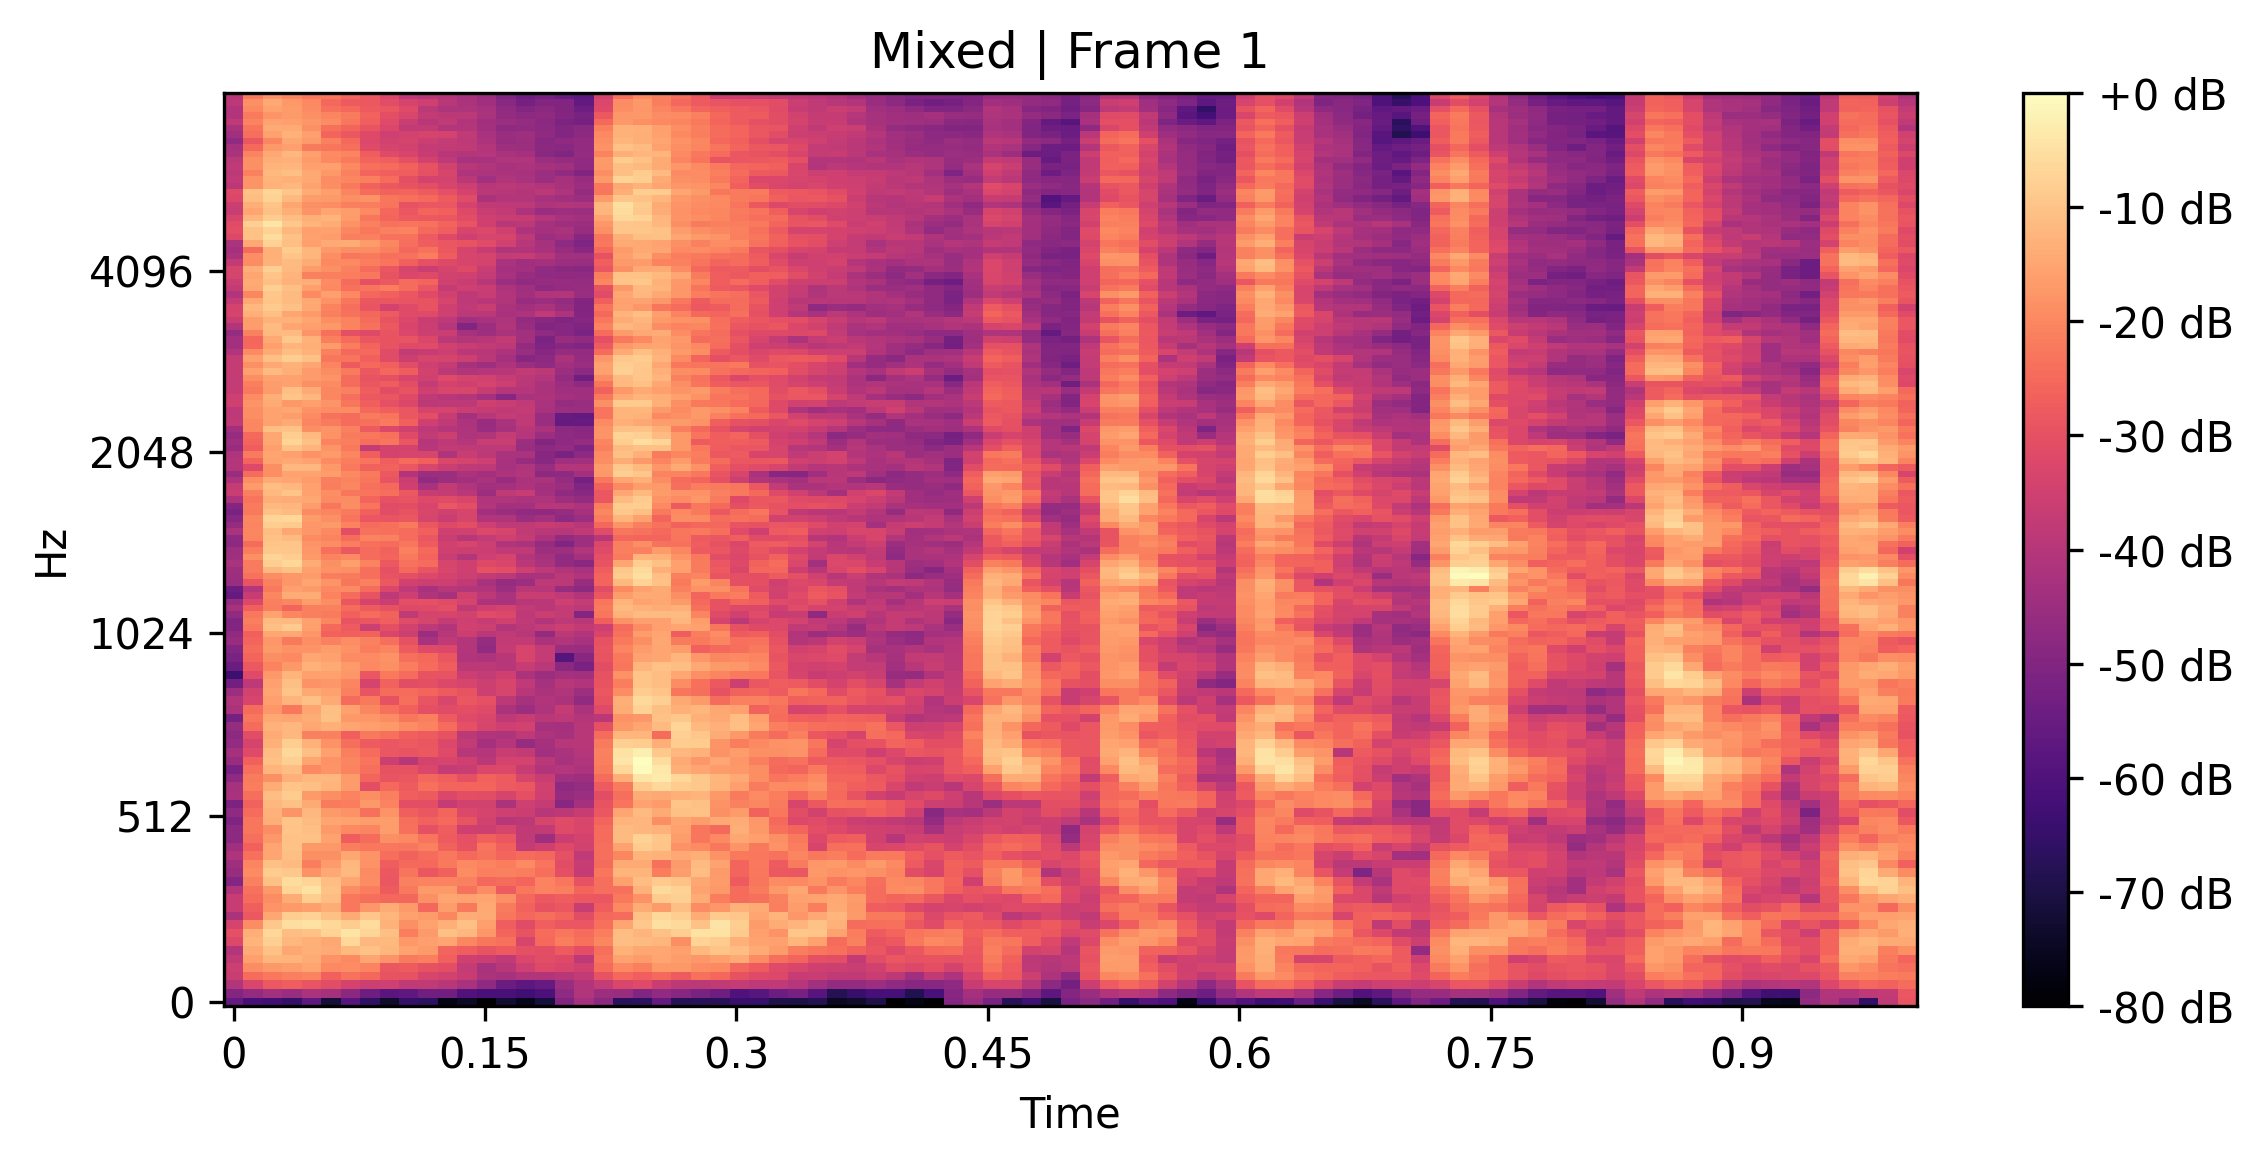 Mixed | Frame 1
+0 dB
-10 dB
-20 dB
-30 dB
-40 dB
-50 dB
-60 dB
-70 dB
-80 dB
Hz
4096
2048
1024
512
0
0 0.15 0.3 0.45 0.6 0.75 0.9
Time